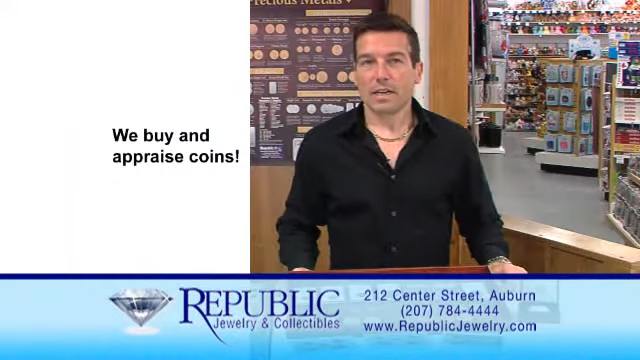 Precious Metals
We buy and
appraise coins!
REPUBLIC
Jewelry & Collectibles
212 Center Street, Auburn
(207) 784-4444
www.RepublicJewelry.com